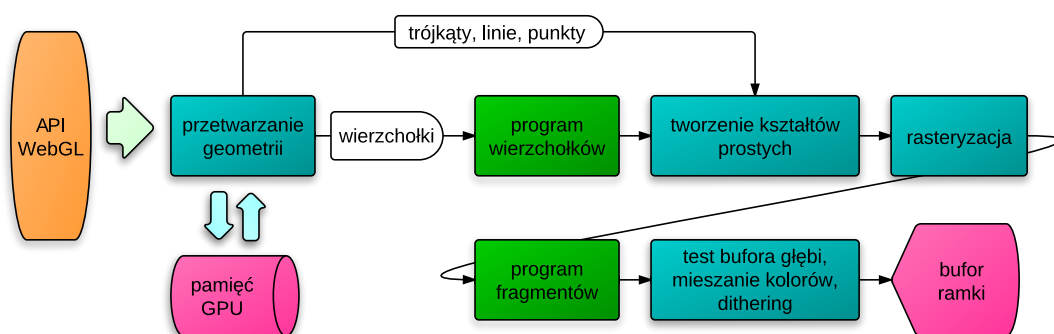 trójkąty, linie, punkty
API
WebGL
przetwarzanie
geometrii
wierzchołki
program
wierzchołków
tworzenie kształtów
prostych
rasteryzacja
pamięć
GPU
program
fragmentów
test bufora głębi,
mieszanie kolorów,
dithering
bufor
ramki